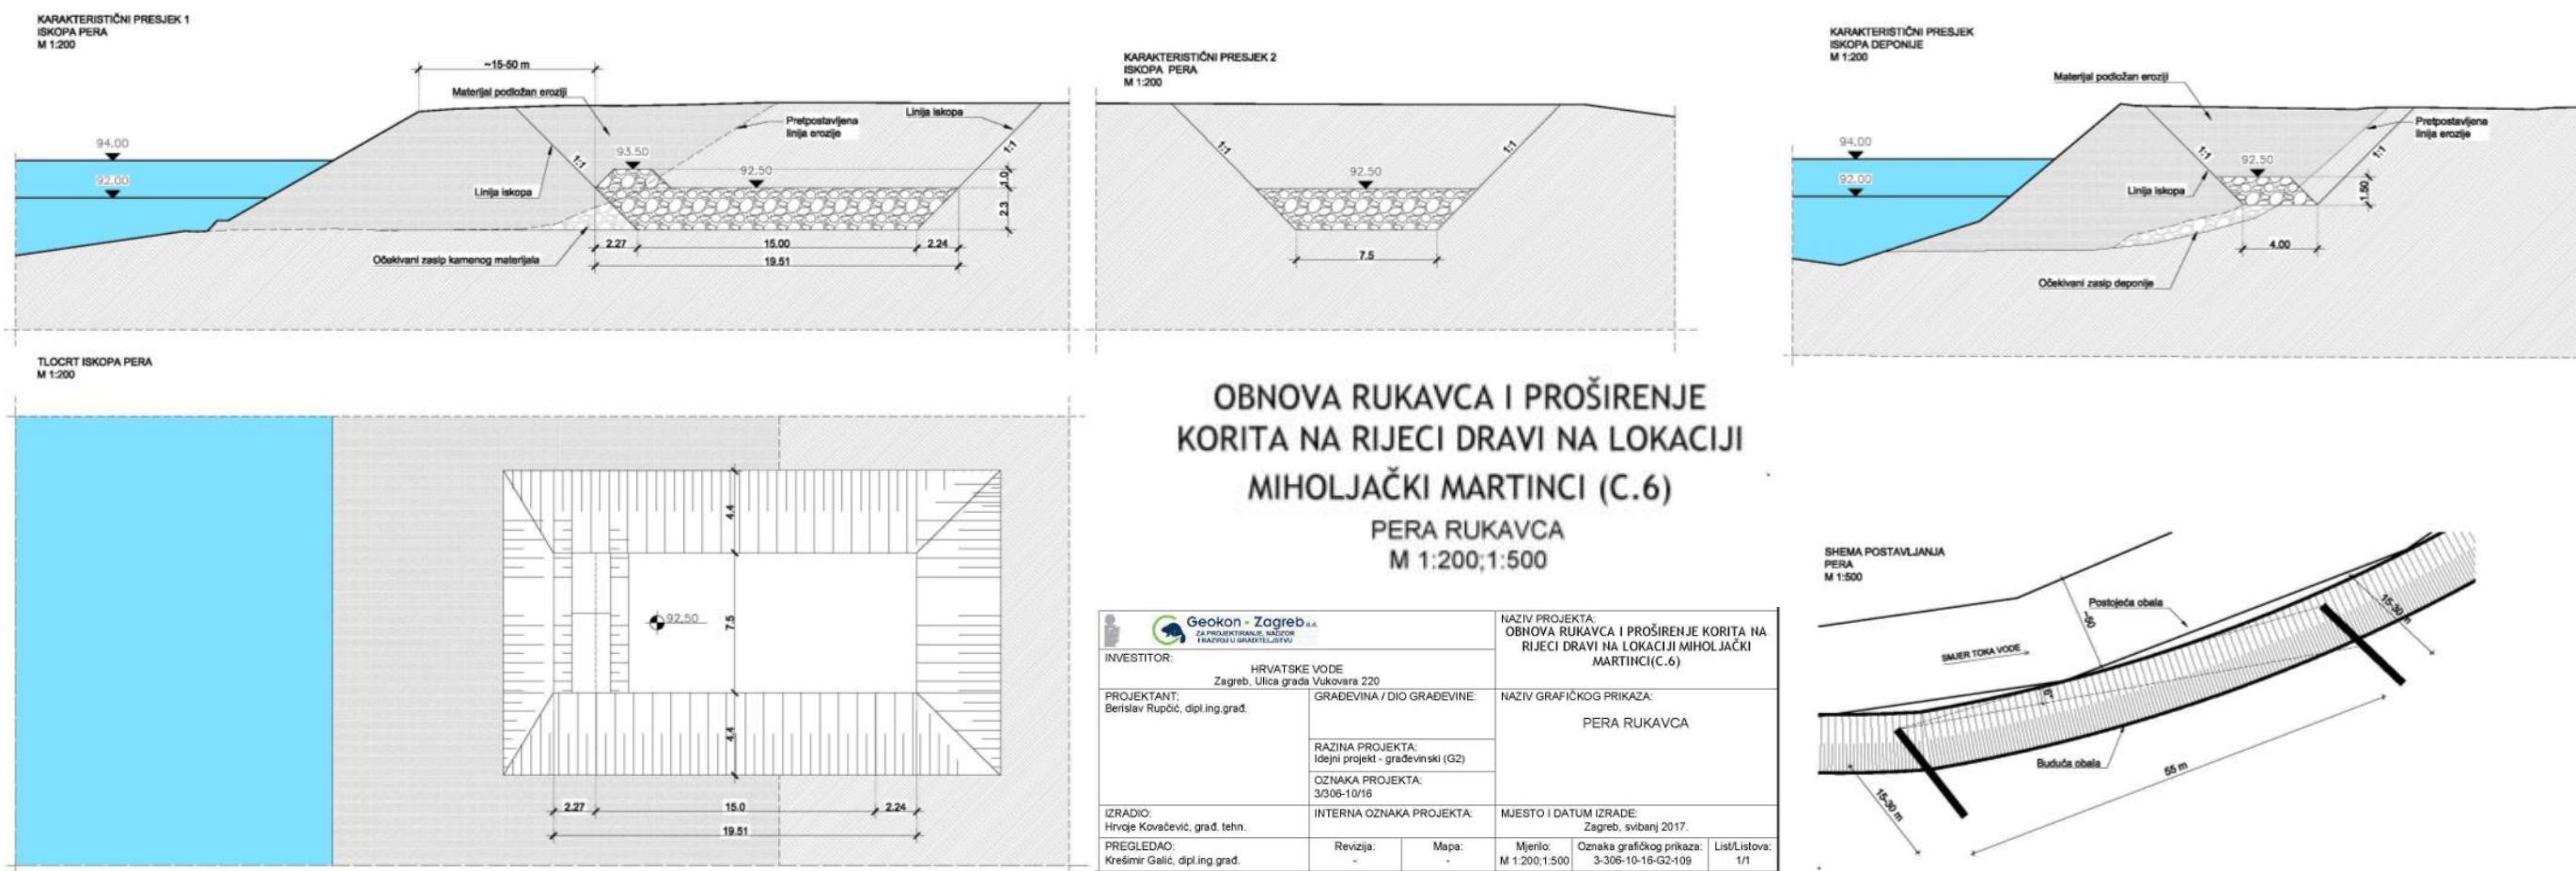 KARAKTERISTIČNI PRESJEK 1
ISKOPA PERA
M 1:200
~15-50 m
Materijal podložan eroziji
Linija iskopa
Pretpostavljena
linija erozije
94.00
92.00
1:1
93.50
92.50
1:1
Linija iskopa
1.0
2.3
2.27
15.00
2.24
19.51
Očekivani zasip kamenog materijala
KARAKTERISTIČNI PRESJEK 2
ISKOPA PERA
M 1:200
1:1
1:1
92.50
7.5
KARAKTERISTIČNI PRESJEK
ISKOPA DEPONIJE
M 1:200
Materijal podložan eroziji
Pretpostavljena
linija erozije
94.00
92.00
1:1
92.50
1:1
Linija iskopa
1.50
4.00
Očekivani zasip deponije
TLOCRT ISKOPA PERA
M 1:200
4.4
92.50
7.5
4.4
2.27
15.0
2.24
19.51
OBNOVA RUKAVCA I PROŠIRENJE
KORITA NA RIJECI DRAVI NA LOKACIJI
MIHOLJAČKI MARTINCI (C.6)
PERA RUKAVCA
M 1:200;1:500
Geokon - Zagreb d.d.
ZA PROJEKTIRANJE, NADZOR
I RAZVOJ U GRADITELJSTVU
NAZIV PROJEKTA:
OBNOVA RUKAVCA I PROŠIRENJE KORITA NA
RIJECI DRAVI NA LOKACIJI MIHOLJAČKI
MARTINCI(C.6)
INVESTITOR:
HRVATSKE VODE
Zagreb, Ulica grada Vukovara 220
PROJEKTANT:
Berislav Rupčić, dipl.ing.građ.
GRAĐEVINA / DIO GRAĐEVINE:
NAZIV GRAFIČKOG PRIKAZA:
PERA RUKAVCA
RAZINA PROJEKTA:
Idejni projekt - građevinski (G2)
OZNAKA PROJEKTA:
3/306-10/16
IZRADIO:
Hrvoje Kovačević, građ. tehn.
INTERNA OZNAKA PROJEKTA:
MJESTO I DATUM IZRADE:
Zagreb, svibanj 2017.
PREGLEDAO:
Krešimir Galić, dipl.ing.građ.
Revizija:
-
Mapa:
-
Mjerilo:
M 1:200;1:500
Oznaka grafičkog prikaza:
3-306-10-16-G2-109
List/Listova:
1/1
SHEMA POSTAVLJANJA
PERA
M 1:500
Postojeća obala
~50
15-30 m
SMJER TOKA VODE
Buduća obala
55 m
15-30 m